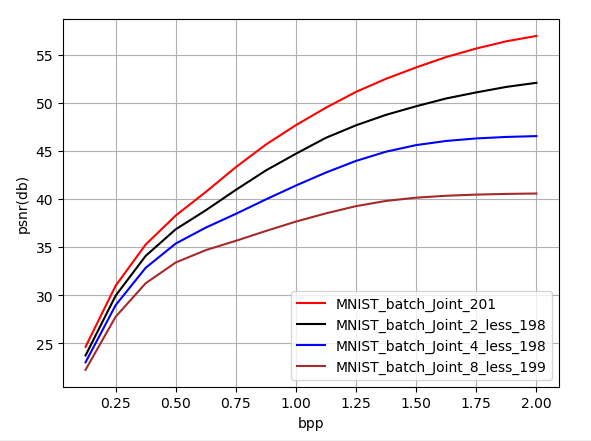 psnr(db)
55
50
45
40
35
30
25
MNIST_batch_Joint_201
MNIST_batch_Joint_2_less_198
MNIST_batch_Joint_4_less_198
MNIST_batch_Joint_8_less_199
0.25 0.50 0.75 1.00 1.25 1.50 1.75 2.00
bpp